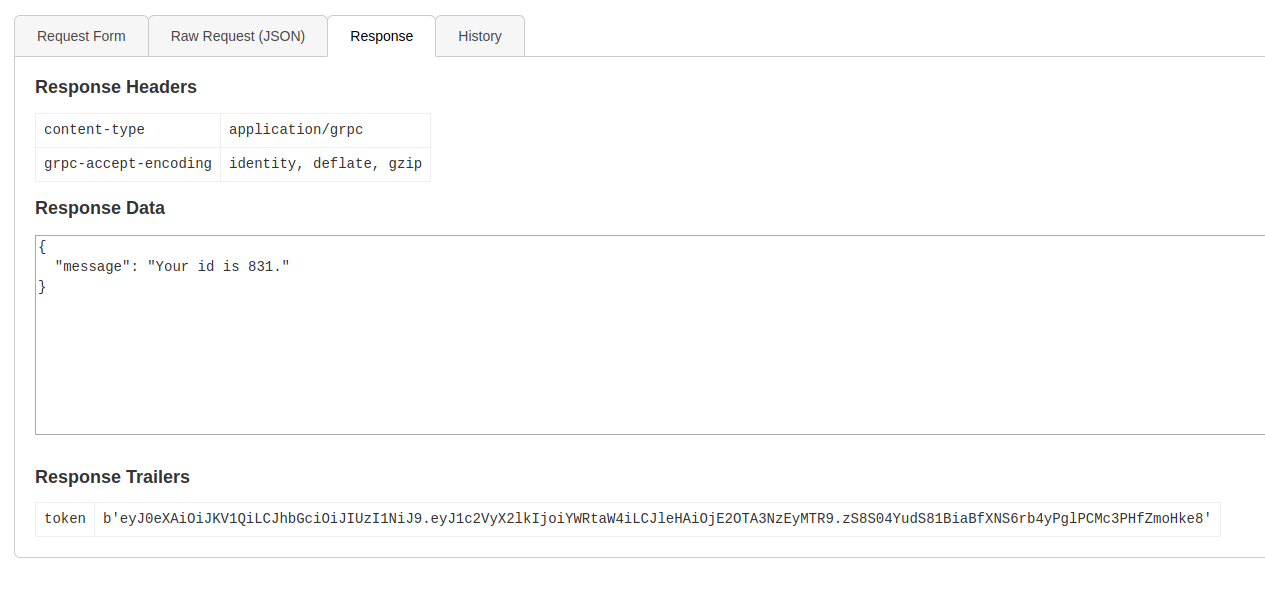 Request Form Raw Request (JSON) Response History
Response Headers
content-type application/grpc
grpc-accept-encoding identity, deflate, gzip
Response Data
{
"message": "Your id is 831."
}
Response Trailers
token b'eyJ0eXAiOiJKV1QiLCJhbGciOiJIUzI1NiJ9.eyJ1c2VyX2lkIjoiYWRtaW4iLCJleHAiOjE2OTA3NzEyMTR9.zS8S04YudS81BiaBfXNS6rb4yPglPCMc3PHfZmoHke8'